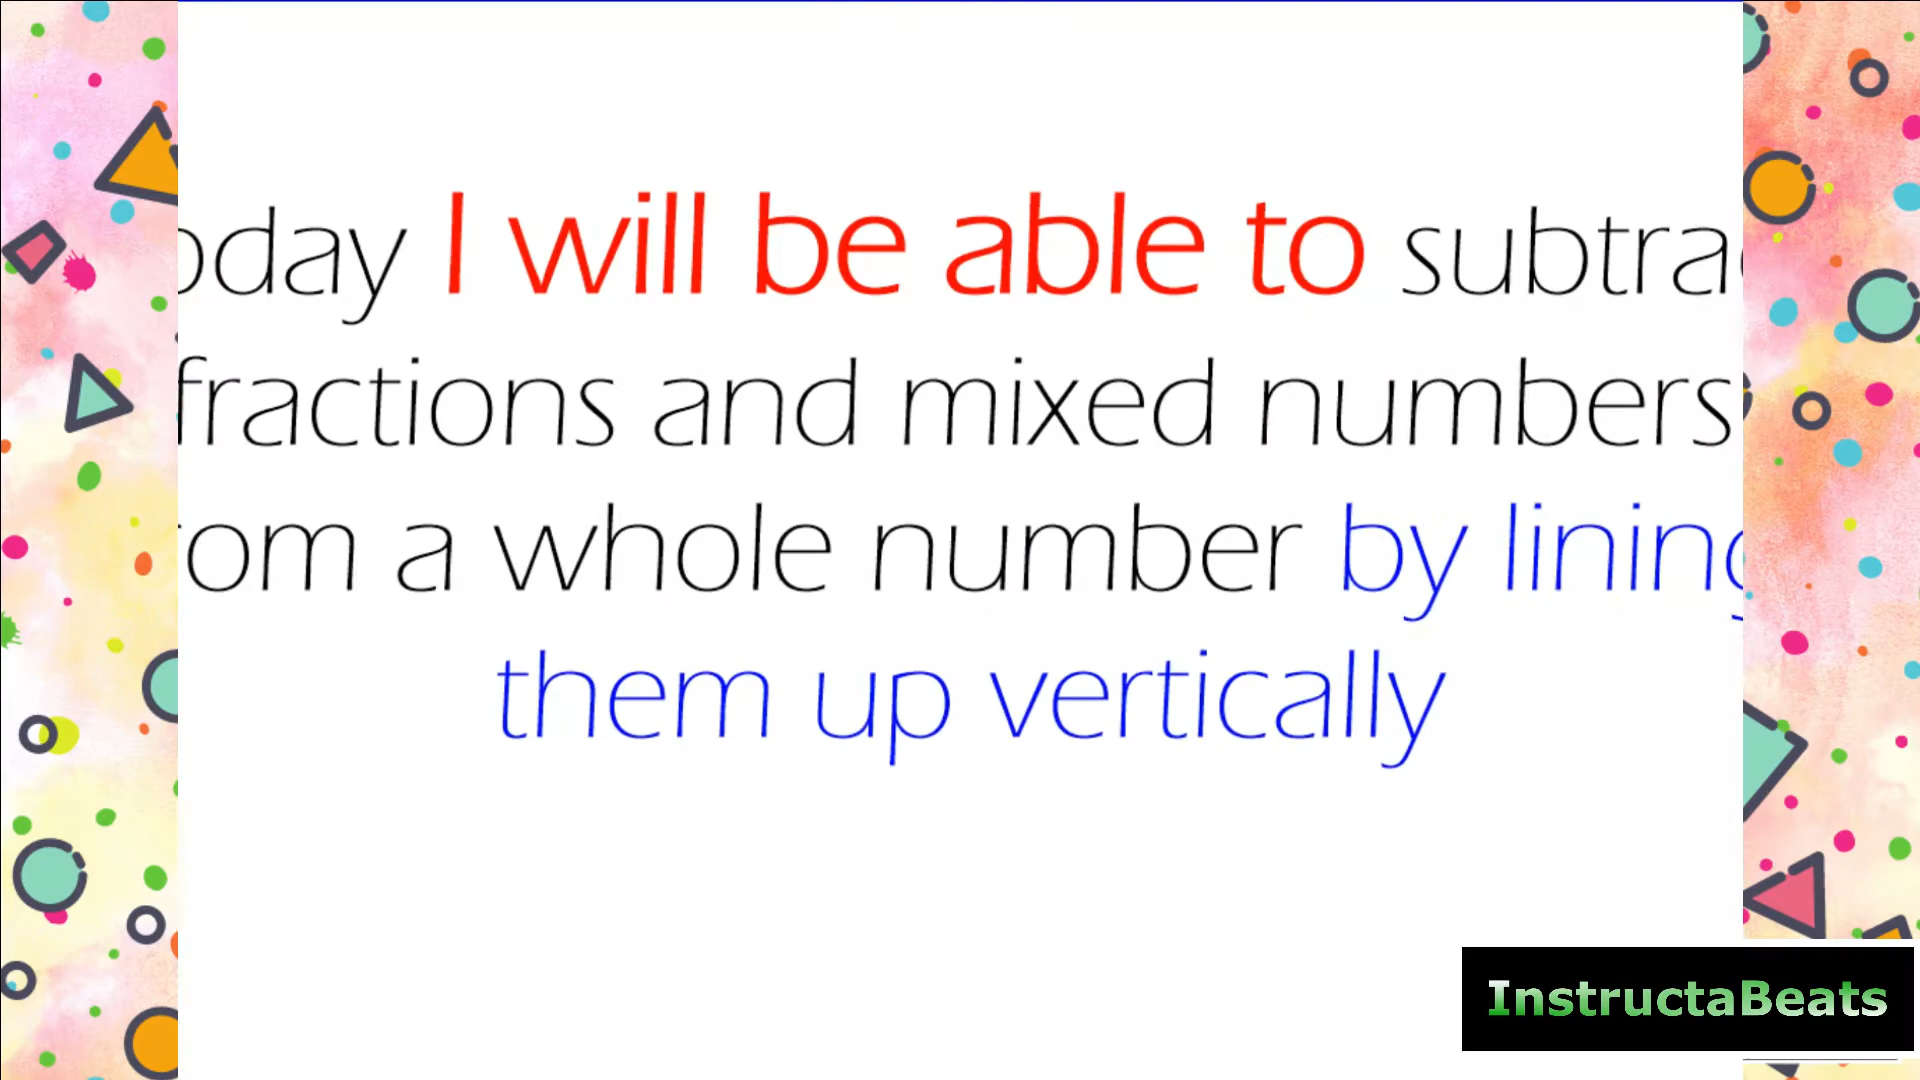 oday I will be able to subtra
fractions and mixed numbers
om a whole number by lining
them up vertically
InstructaBeats